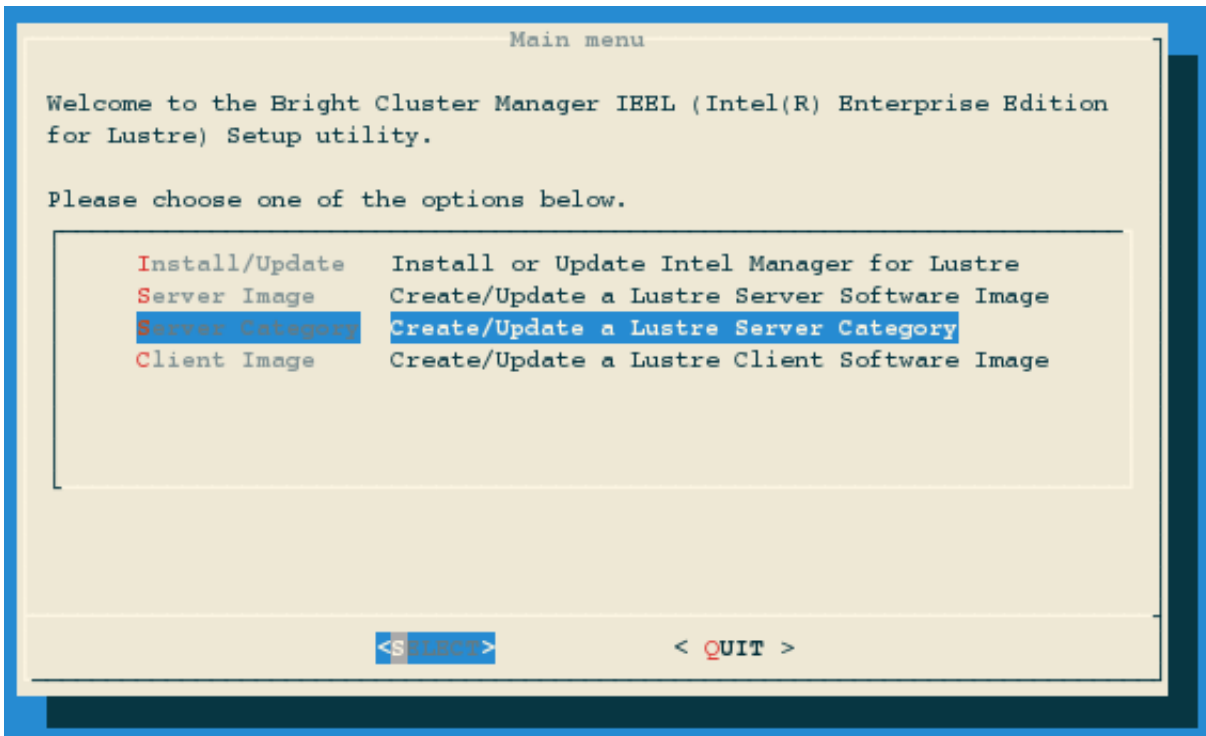 Main menu
Welcome to the Bright Cluster Manager IEEL (Intel(R) Enterprise Edition
for Lustre) Setup utility.
Please choose one of the options below.
Install/Update Install or Update Intel Manager for Lustre
Server Image Create/Update a Lustre Server Software Image
Server Category Create/Update a Lustre Server Category
Client Image Create/Update a Lustre Client Software Image
<SELECT> < QUIT >